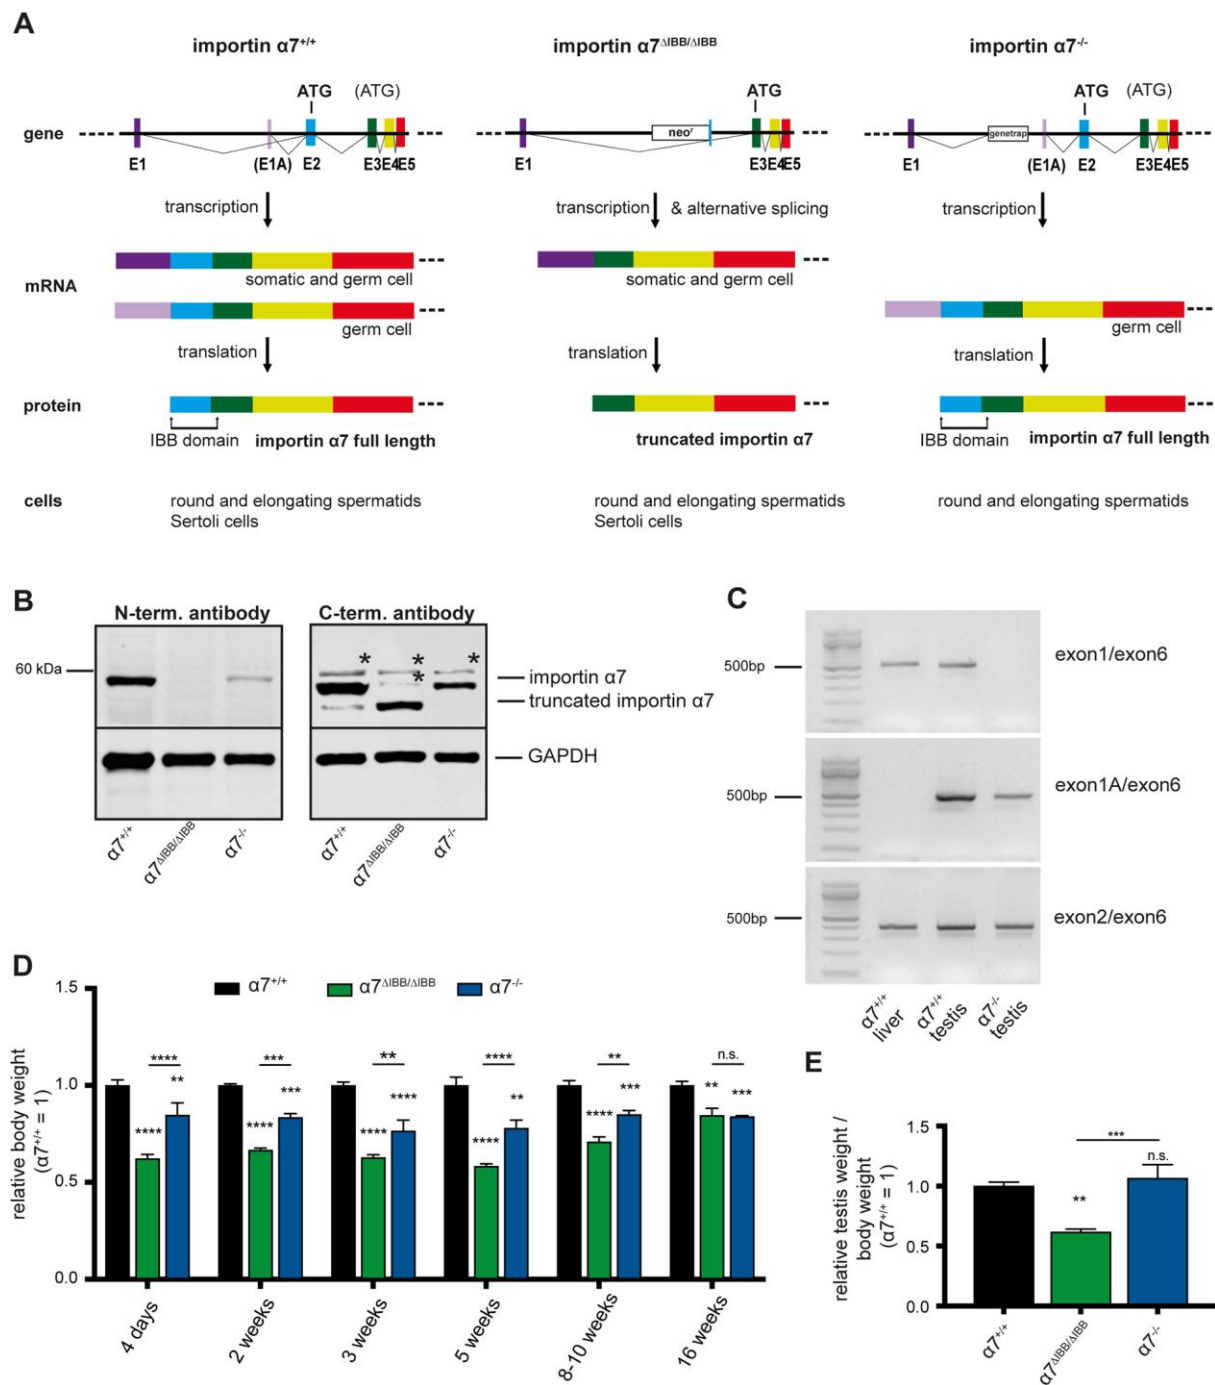 A
importin α7+/+
importin α7ΔIBB/ΔIBB
importin α7-/-
ATG (ATG)
ATG
ATG (ATG)
gene
neor
genetrap
E1 (E1A) E2 E3E4E5
E1 E3E4E5
E1 (E1A) E2 E3E4E5
transcription
transcription & alternative splicing
transcription
mRNA
somatic and germ cell
somatic and germ cell
germ cell
germ cell
translation
translation
translation
protein
IBB domain importin α7 full length
truncated importin α7
IBB domain importin α7 full length
cells
round and elongating spermatids
Sertoli cells
round and elongating spermatids
Sertoli cells
round and elongating spermatids
B
N-term. antibody
C-term. antibody
60 kDa
* * * *
importin α7
truncated importin α7
GAPDH
α7+/+
α7ΔIBB/ΔIBB
α7-/-
α7+/+
α7ΔIBB/ΔIBB
α7-/-
C
500bp
exon1/exon6
500bp
exon1A/exon6
500bp
exon2/exon6
α7+/+ liver
α7+/+ testis
α7-/- testis
D
α7+/+
α7ΔIBB/ΔIBB
α7-/-
relative body weight
(α7+/+ = 1)
1.5
1.0
0.5
0.0
**** *** ** **** ** n.s.
**** **
**** ***
**** ****
**** **
**** ***
** ***
4 days
2 weeks
3 weeks
5 weeks
8-10 weeks
16 weeks
E
relative testis weight /
body weight
(α7+/+ = 1)
1.5
1.0
0.5
0.0
***
n.s.
**
α7+/+
α7ΔIBB/ΔIBB
α7-/-